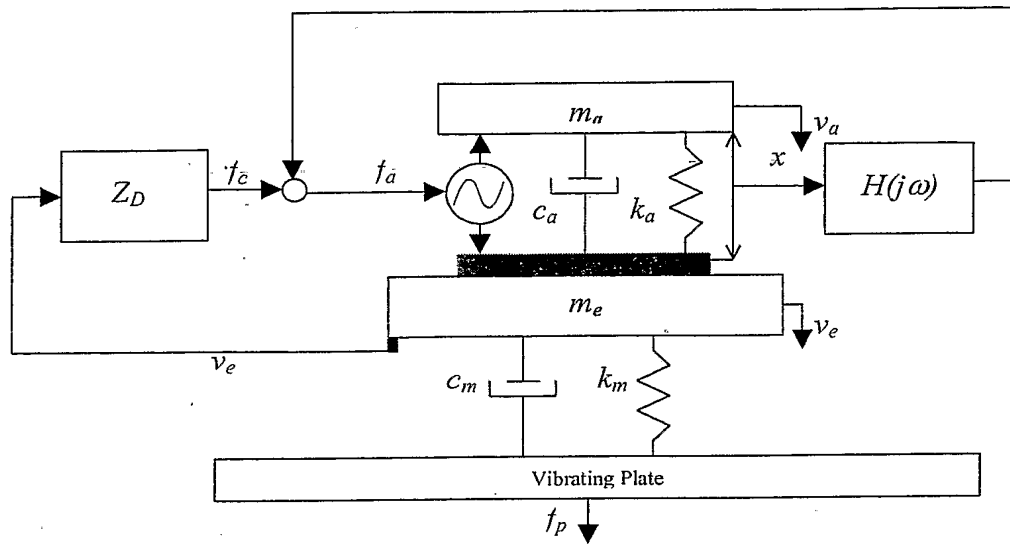 m_a
v_a
Z_D
f_c
f_a
c_a
k_a
x
H(jω)
m_e
v_e
v_e
c_m
k_m
Vibrating Plate
f_p